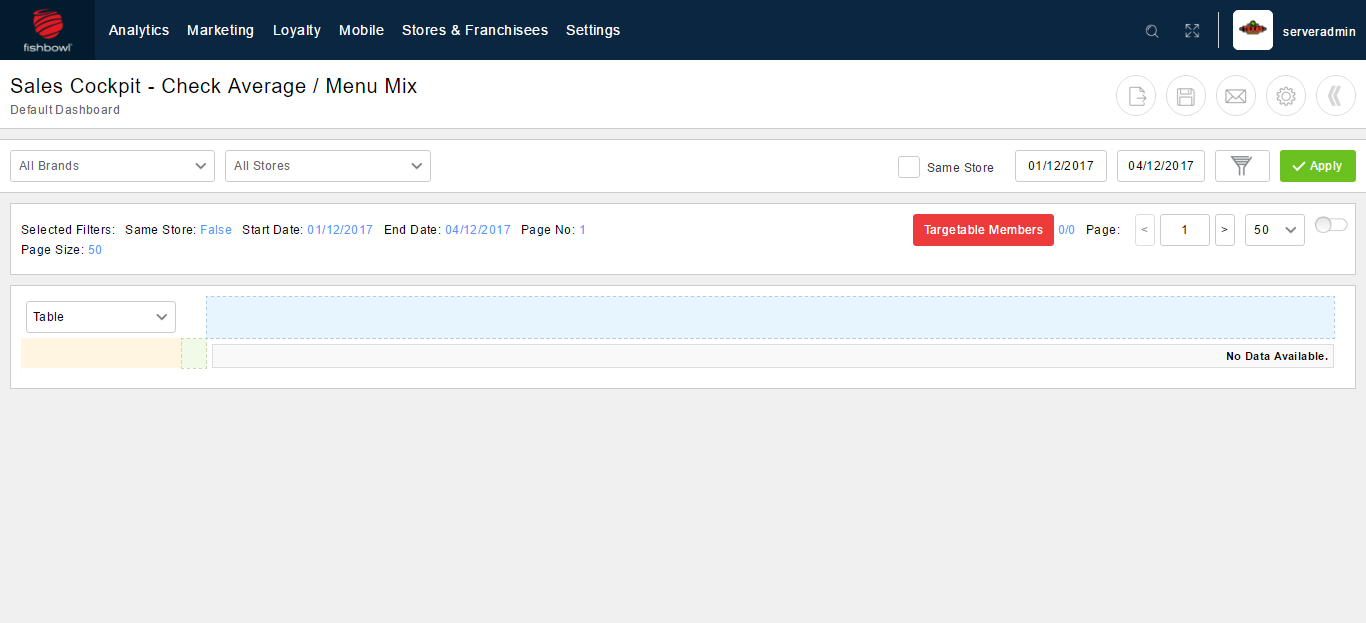 fishbowl
Analytics Marketing Loyalty Mobile Stores & Franchisees Settings
serveradmin
Sales Cockpit - Check Average / Menu Mix
Default Dashboard
All Brands All Stores Same Store 01/12/2017 04/12/2017 Apply
Selected Filters: Same Store: False Start Date: 01/12/2017 End Date: 04/12/2017 Page No: 1
Page Size: 50
Targetable Members 0/0 Page: < 1 > 50
Table
No Data Available.